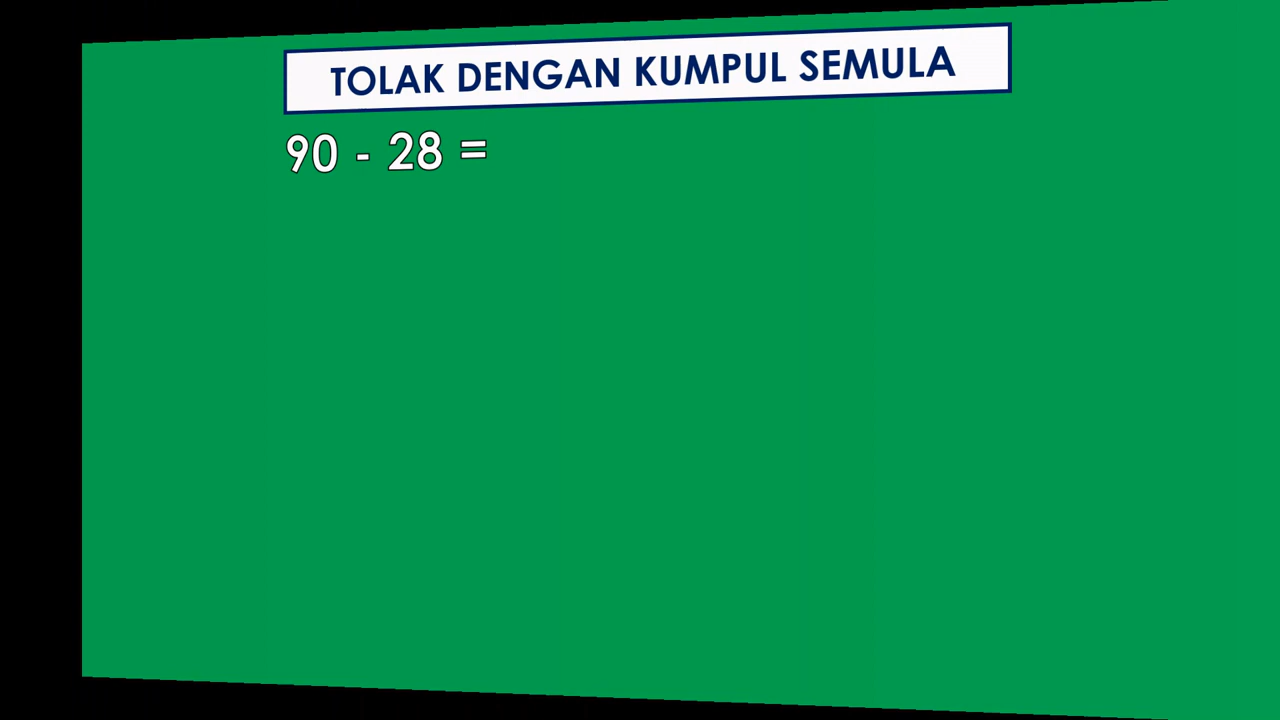 TOLAK DENGAN KUMPUL SEMULA
90 - 28 =